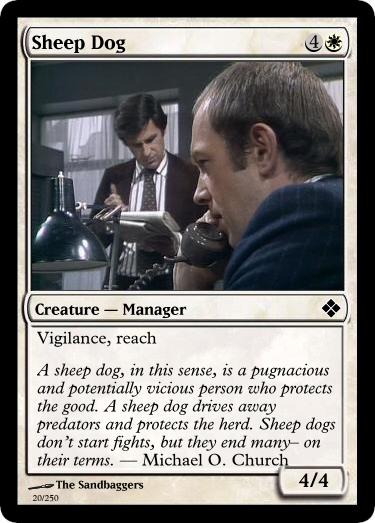 Sheep Dog 4
Creature — Manager
Vigilance, reach
A sheep dog, in this sense, is a pugnacious
and potentially vicious person who protects
the good. A sheep dog drives away
predators and protects the herd. Sheep dogs
don't start fights, but they end many– on
their terms. — Michael O. Church
4/4
The Sandbaggers
20/250